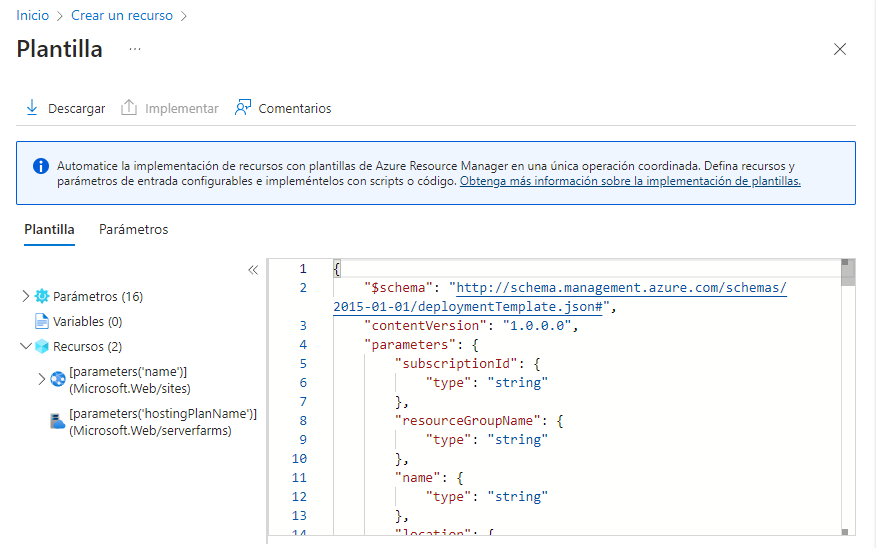 Inicio > Crear un recurso >
Plantilla ...
Descargar Implementar Comentarios
Automatice la implementación de recursos con plantillas de Azure Resource Manager en una única operación coordinada. Defina recursos y
parámetros de entrada configurables e impleméntelos con scripts o código. Obtenga más información sobre la implementación de plantillas.
Plantilla Parámetros
Parámetros (16)
Variables (0)
Recursos (2)
[parameters('name')]
(Microsoft.Web/sites)
[parameters('hostingPlanName')]
(Microsoft.Web/serverfarms)
1 {
2 "$schema": "http://schema.management.azure.com/schemas/
2015-01-01/deploymentTemplate.json#",
3 "contentVersion": "1.0.0.0",
4 "parameters": {
5 "subscriptionId": {
6 "type": "string"
7 },
8 "resourceGroupName": {
9 "type": "string"
10 },
11 "name": {
12 "type": "string"
13 },
14 "location": {